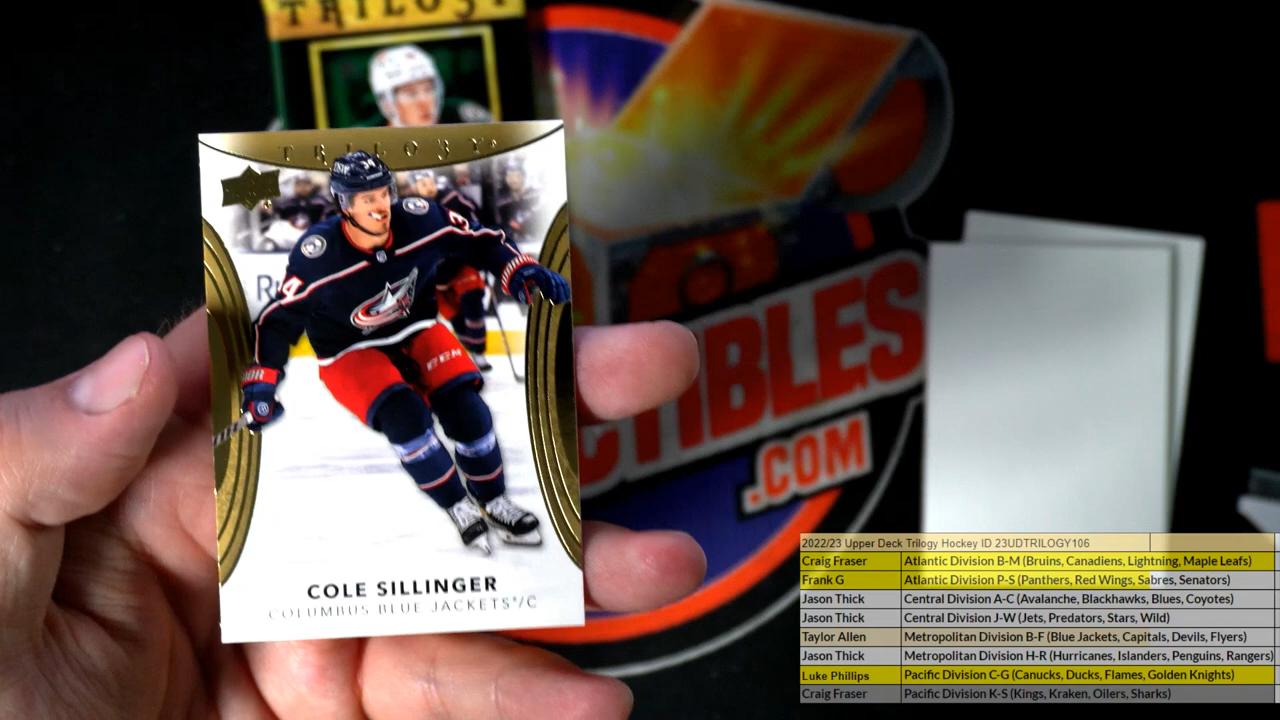 TRILOGY
TRILO3Y
34
34
CCM
COLE SILLINGER
COLUMBUS BLUE JACKETS®/C
CTIBLES
.COM
2022/23 Upper Deck Trilogy Hockey ID 23UDTRILOGY106
Craig Fraser Atlantic Division B-M (Bruins, Canadiens, Lightning, Maple Leafs)
Frank G Atlantic Division P-S (Panthers, Red Wings, Sabres, Senators)
Jason Thick Central Division A-C (Avalanche, Blackhawks, Blues, Coyotes)
Jason Thick Central Division J-W (Jets, Predators, Stars, Wild)
Taylor Allen Metropolitan Division B-F (Blue Jackets, Capitals, Devils, Flyers)
Jason Thick Metropolitan Division H-R (Hurricanes, Islanders, Penguins, Rangers)
Luke Phillips Pacific Division C-G (Canucks, Ducks, Flames, Golden Knights)
Craig Fraser Pacific Division K-S (Kings, Kraken, Oilers, Sharks)